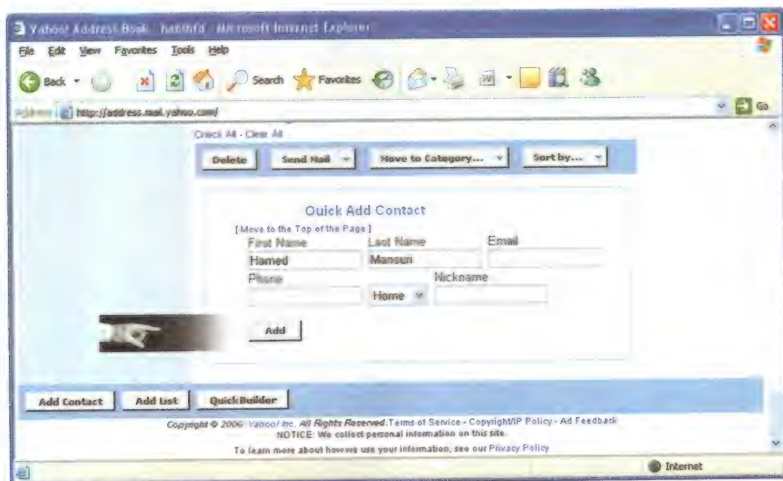 Yahoo! Address Book - hanthfa - Microsoft Internet Explorer
File Edit View Favorites Tools Help
Back Search Favorites
Address http://address.mail.yahoo.com/ Go
Check All - Clear All
Delete Send Mail Move to Category... Sort by...
Quick Add Contact
[Move to the Top of the Page]
First Name Last Name Email
Hamed Mansun
Phone Nickname
Home
Add
Add Contact Add List QuickBuilder
Copyright © 2006 Yahoo! Inc. All Rights Reserved. Terms of Service - Copyright/IP Policy - Ad Feedback
NOTICE: We collect personal information on this site.
To learn more about how we use your information, see our Privacy Policy
Internet